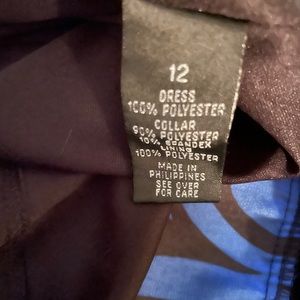 12
DRESS
100% POLYESTER
COLLAR
90% POLYESTER
10% SPANDEX
LINING
100% POLYESTER
MADE IN
PHILIPPINES
SEE OVER
FOR CARE